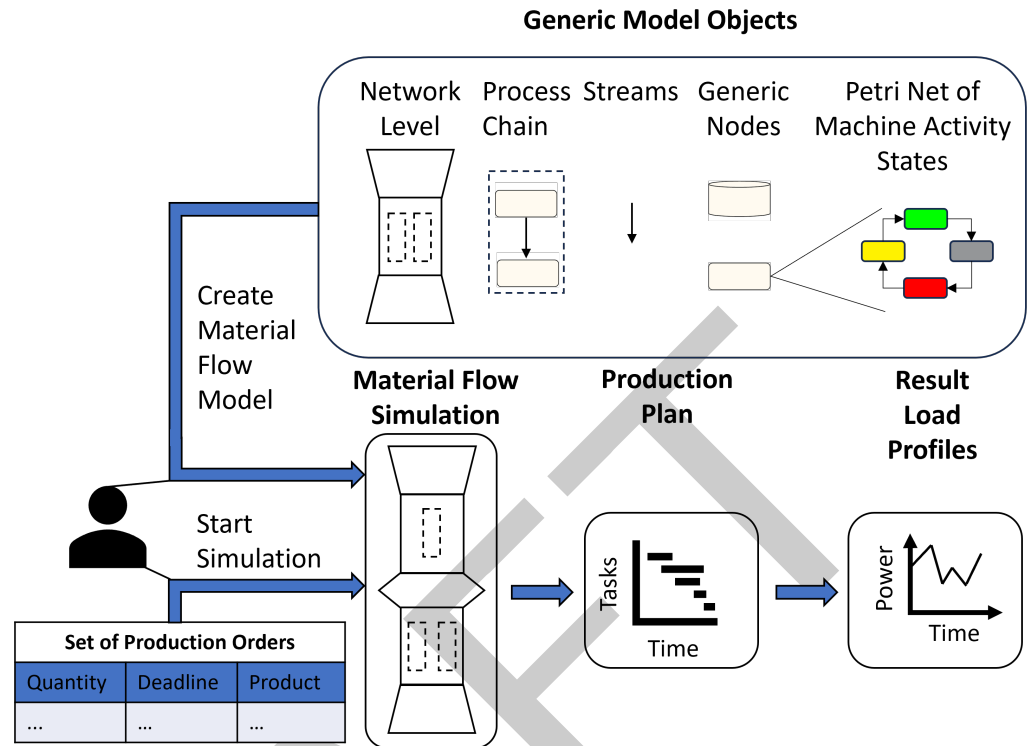 Generic Model Objects
Network Level
Process Chain
Streams
Generic Nodes
Petri Net of Machine Activity States
Create
Material
Flow
Model
Material Flow
Simulation
Production
Plan
Result
Load
Profiles
Start
Simulation
Tasks
Time
Power
Time
Set of Production Orders
Quantity Deadline Product
... ... ...